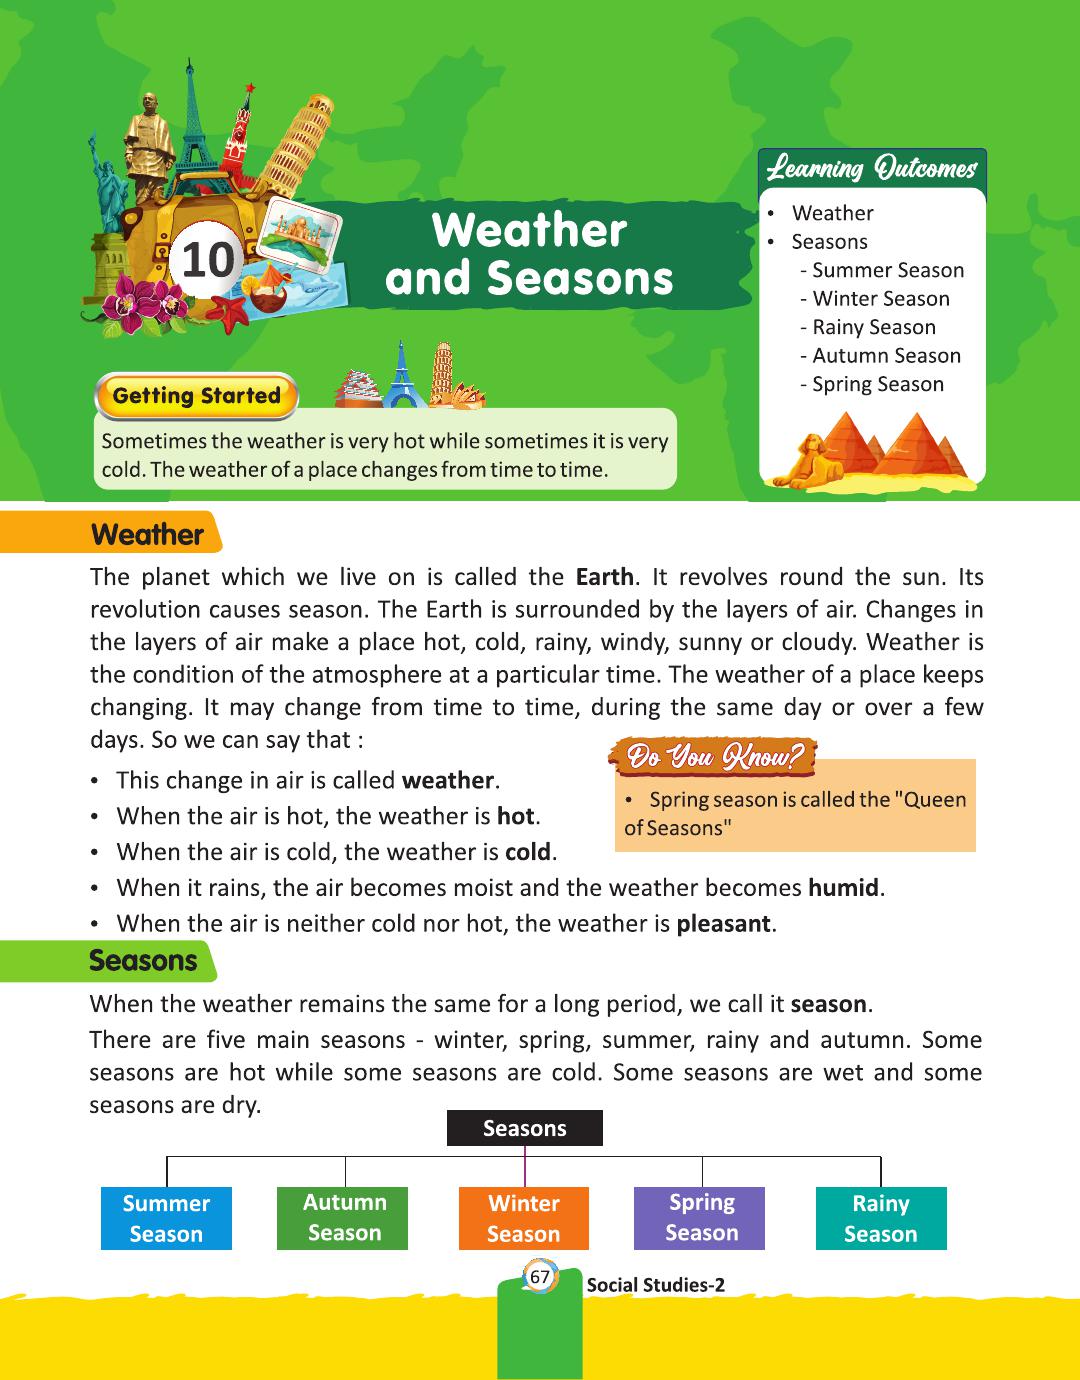 10
Weather
and Seasons
Learning Outcomes
• Weather
• Seasons
- Summer Season
- Winter Season
- Rainy Season
- Autumn Season
- Spring Season
Getting Started
Sometimes the weather is very hot while sometimes it is very
cold. The weather of a place changes from time to time.
Weather
The planet which we live on is called the Earth. It revolves round the sun. Its
revolution causes season. The Earth is surrounded by the layers of air. Changes in
the layers of air make a place hot, cold, rainy, windy, sunny or cloudy. Weather is
the condition of the atmosphere at a particular time. The weather of a place keeps
changing. It may change from time to time, during the same day or over a few
days. So we can say that :
• This change in air is called weather.
• When the air is hot, the weather is hot.
• When the air is cold, the weather is cold.
• When it rains, the air becomes moist and the weather becomes humid.
• When the air is neither cold nor hot, the weather is pleasant.
Do You Know?
• Spring season is called the "Queen
of Seasons"
Seasons
When the weather remains the same for a long period, we call it season.
There are five main seasons - winter, spring, summer, rainy and autumn. Some
seasons are hot while some seasons are cold. Some seasons are wet and some
seasons are dry.
Seasons
Summer
Season
Autumn
Season
Winter
Season
Spring
Season
Rainy
Season
67
Social Studies-2